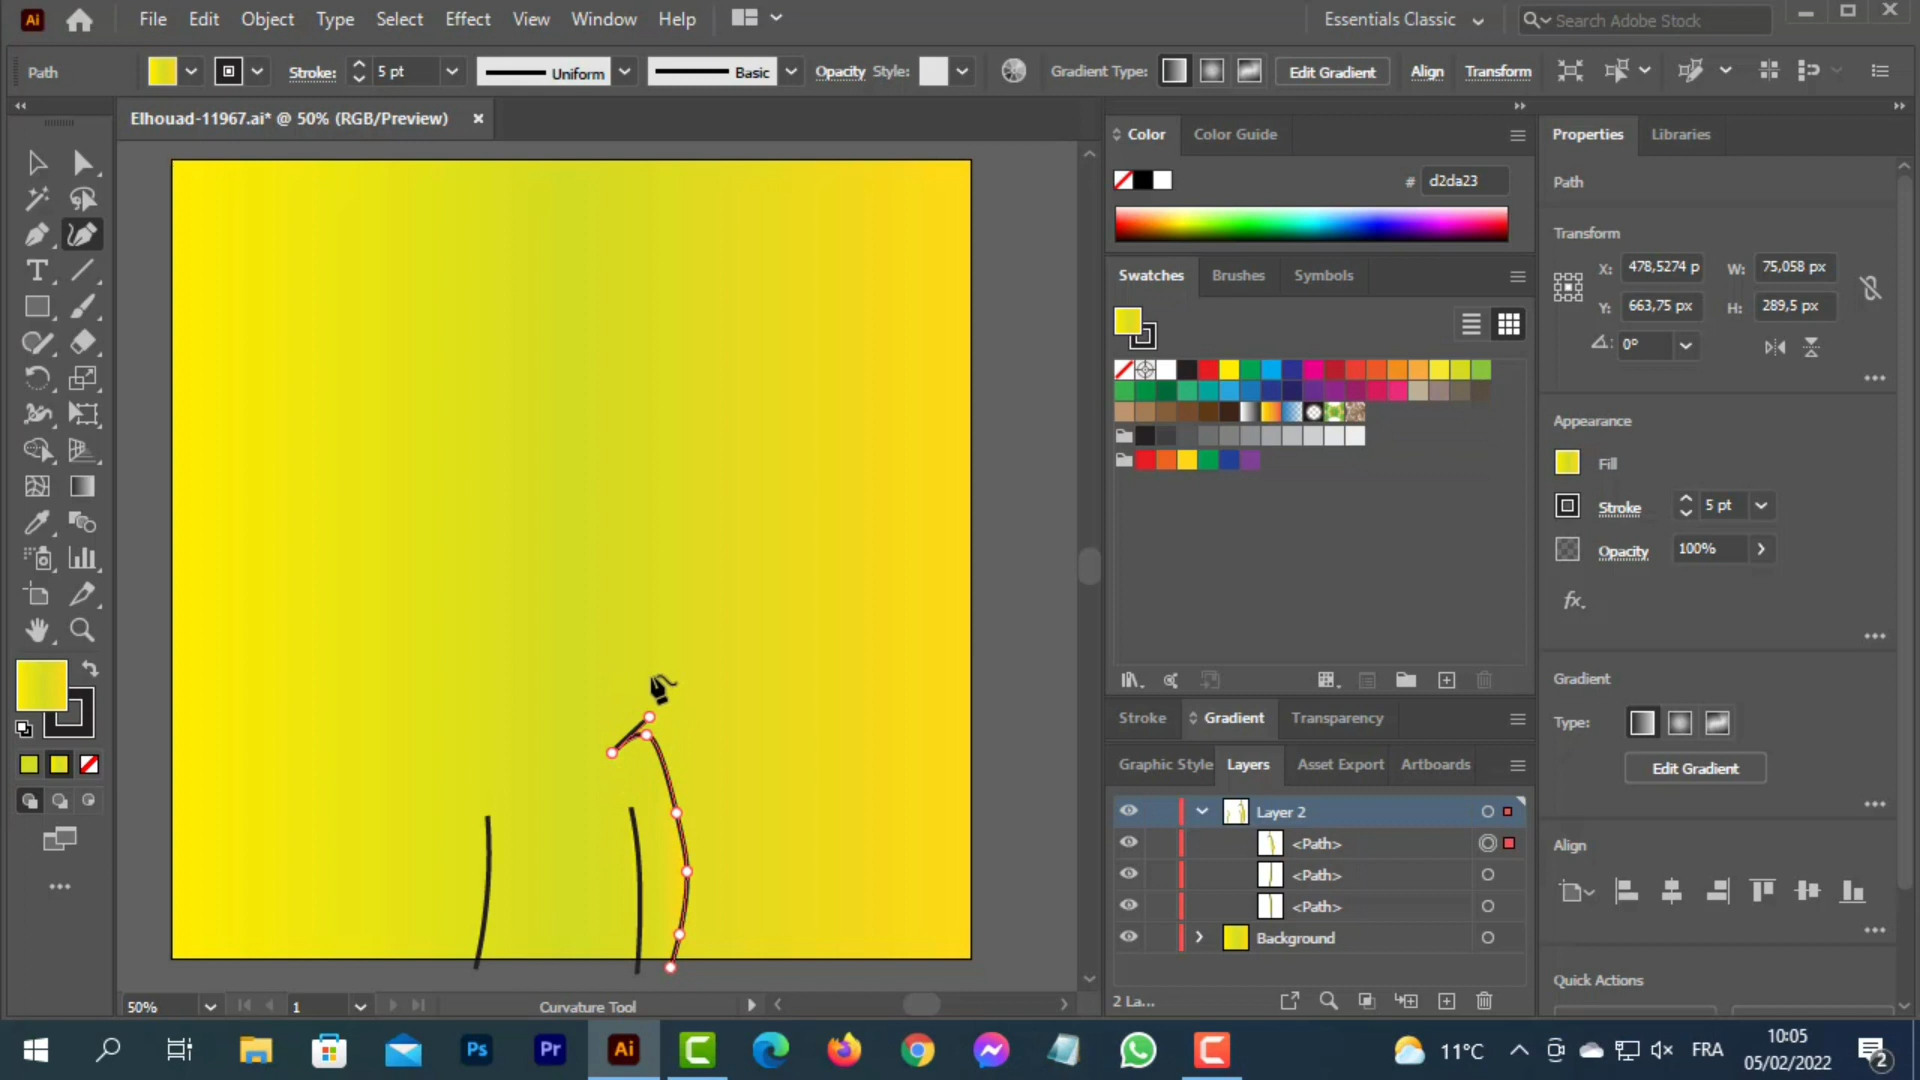 Ai File Edit Object Type Select Effect View Window Help Essentials Classic Search Adobe Stock
Path Stroke: 5 pt Uniform Basic Opacity Style: Gradient Type: Edit Gradient Align Transform
Elhouad-11967.ai* @ 50% (RGB/Preview) ×
Color Color Guide
# d2da23
Swatches Brushes Symbols
Stroke Gradient Transparency
Graphic Style Layers Asset Export Artboards
Layer 2
<Path>
<Path>
<Path>
Background
2 La...
Properties Libraries
Path
Transform
X: 478,5274 p W: 75,058 px
Y: 663,75 px H: 289,5 px
0°
Appearance
Fill
Stroke 5 pt
Opacity 100%
fx.
Gradient
Type:
Edit Gradient
Align
Quick Actions
50% 1 Curvature Tool
Ps Pr Ai 11°C FRA 10:05
05/02/2022 2